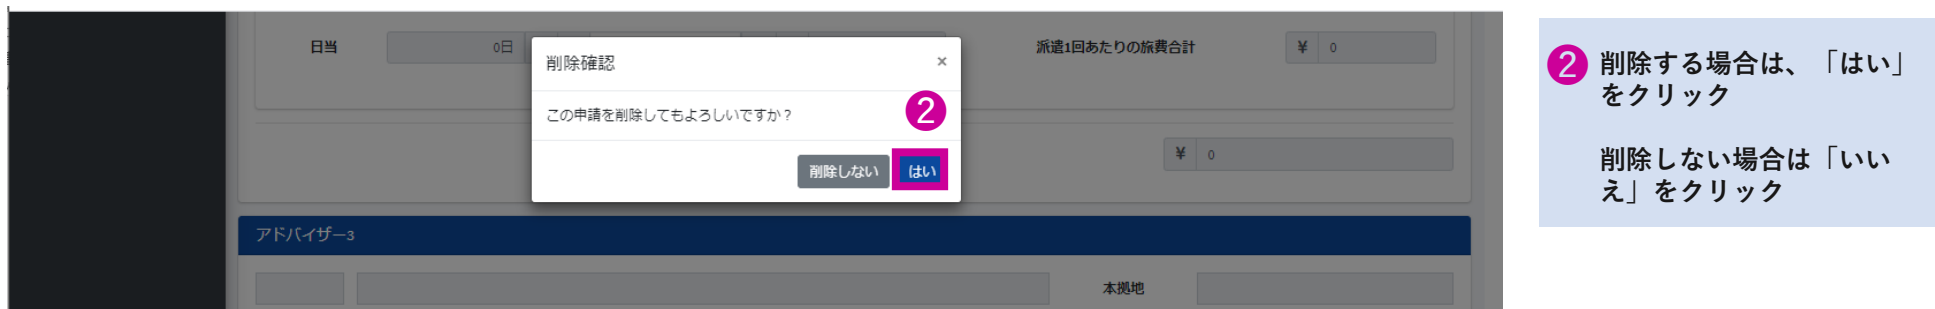 日当
0日
派遣1回あたりの旅費合計
¥ 0
削除確認
×
この申請を削除してもよろしいですか？
2
削除しない
はい
¥ 0
アドバイザー3
本拠地
2 削除する場合は、「はい」
をクリック
削除しない場合は「いい
え」をクリック